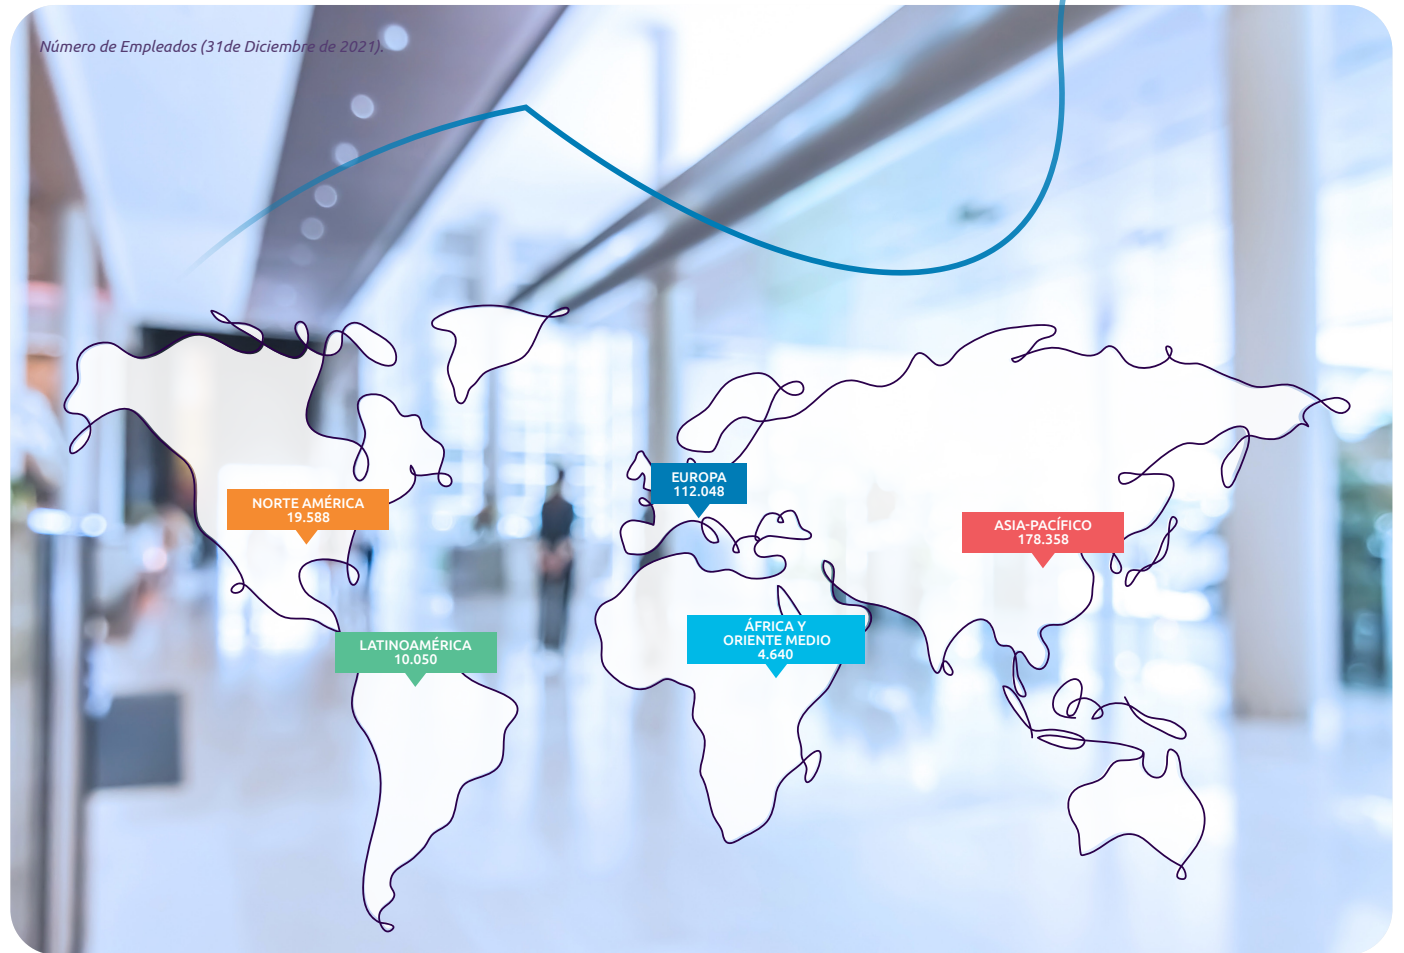 Número de Empleados (31de Diciembre de 2021).
EUROPA
112.048
NORTE AMÉRICA
19.588
ASIA-PACÍFICO
178.358
ÁFRICA Y
ORIENTE MEDIO
4.640
LATINOAMÉRICA
10.050